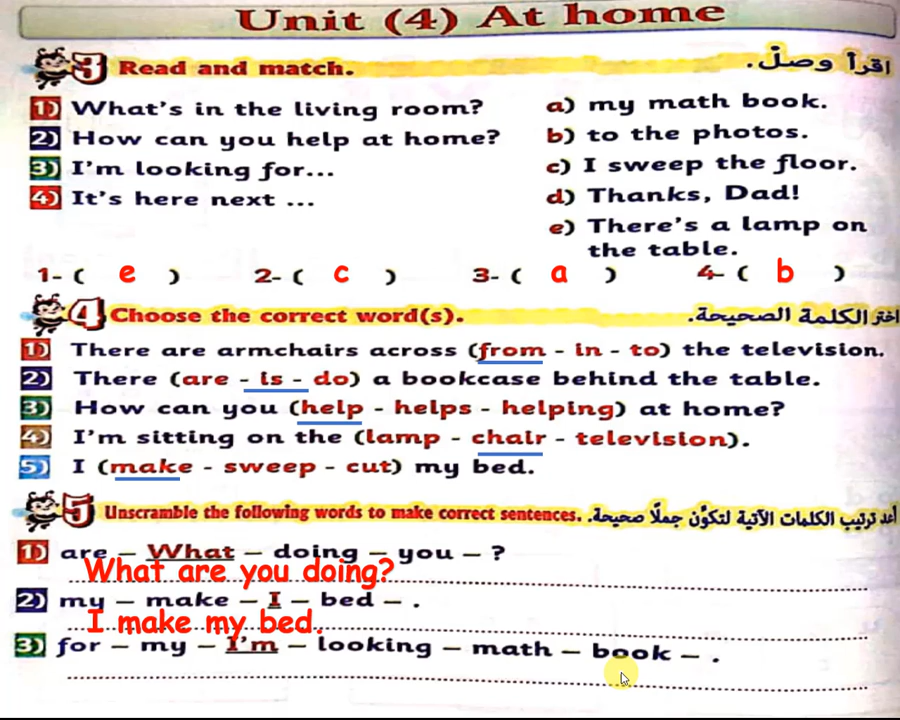 Unit (4) At home
3 Read and match. اقرأ وصلْ.
1) What's in the living room? a) my math book.
2) How can you help at home? b) to the photos.
3) I'm looking for... c) I sweep the floor.
4) It's here next ... d) Thanks, Dad!
e) There's a lamp on
the table.
1- ( e ) 2- ( c ) 3- ( a ) 4- ( b )
4 Choose the correct word(s). اختر الكلمة الصحيحة.
1) There are armchairs across (from - in - to) the television.
2) There (are - is - do) a bookcase behind the table.
3) How can you (help - helps - helping) at home?
4) I'm sitting on the (lamp - chair - television).
5) I (make - sweep - cut) my bed.
5 Unscramble the following words to make correct sentences. أعد ترتيب الكلمات الآتية لتكوِّن جملًا صحيحة.
1) are – What – doing – you – ?
What are you doing?
2) my – make – I – bed – .
I make my bed.
3) for – my – I'm – looking – math – book – .